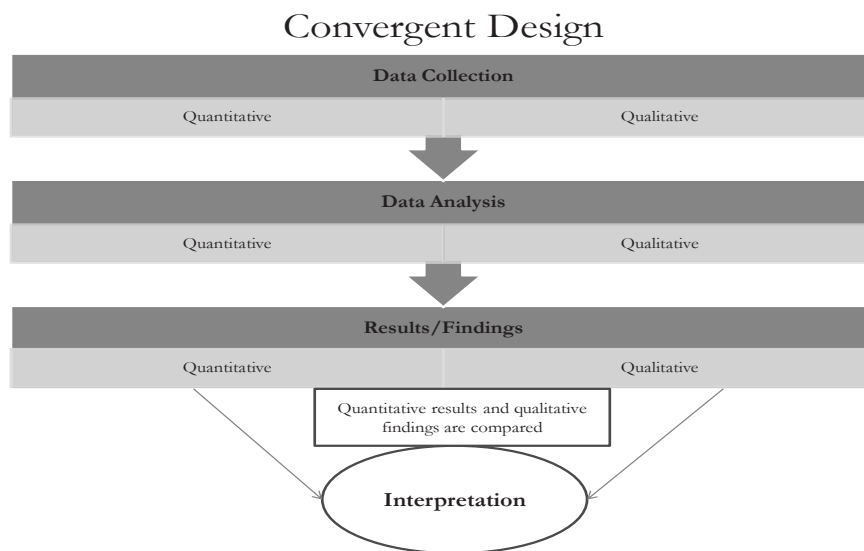 Convergent Design
Data Collection
Quantitative Qualitative
Data Analysis
Quantitative Qualitative
Results/Findings
Quantitative Qualitative
Quantitative results and qualitative
findings are compared
Interpretation